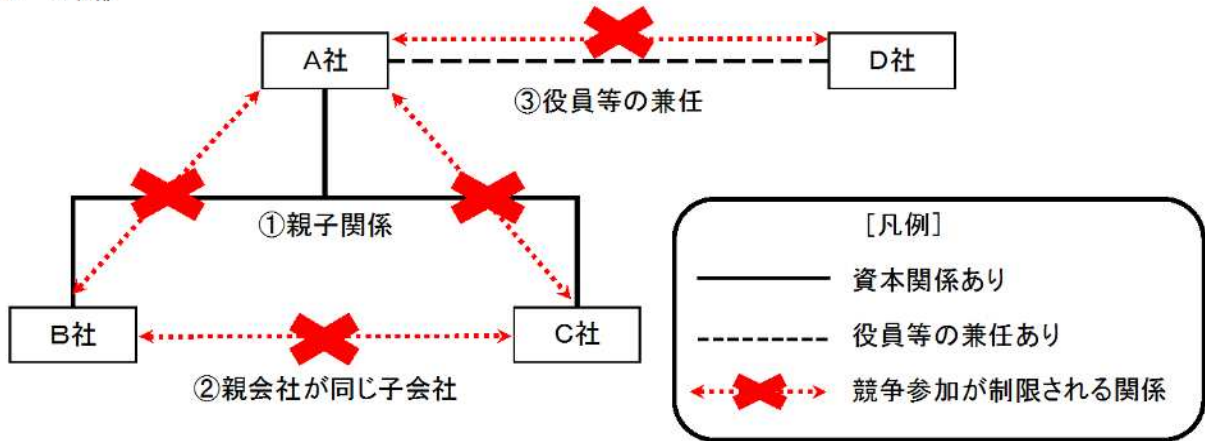 A社
D社
③役員等の兼任
①親子関係
B社
C社
②親会社が同じ子会社
[凡例]
資本関係あり
役員等の兼任あり
競争参加が制限される関係